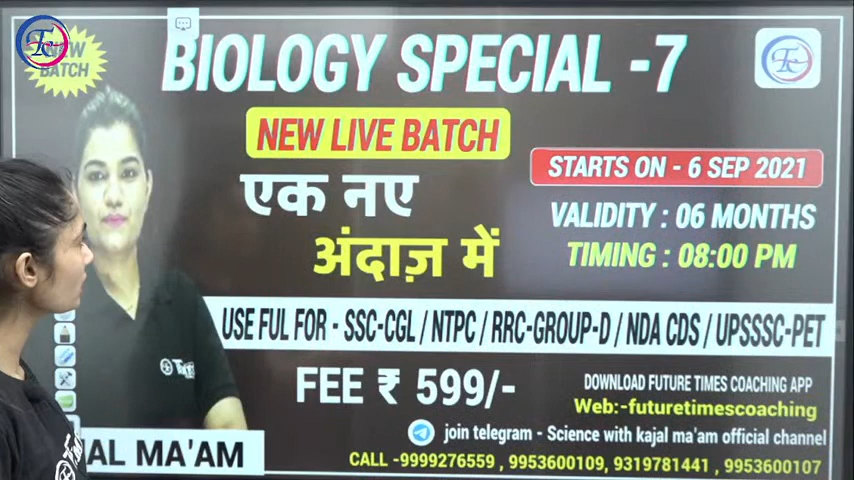 NEW
BATCH
BIOLOGY SPECIAL -7
NEW LIVE BATCH
एक नए
अंदाज़ में
STARTS ON - 6 SEP 2021
VALIDITY : 06 MONTHS
TIMING : 08:00 PM
USE FUL FOR - SSC-CGL / NTPC / RRC-GROUP-D / NDA CDS / UPSSSC-PET
FEE ₹ 599/-
DOWNLOAD FUTURE TIMES COACHING APP
Web:-futuretimescoaching
join telegram - Science with kajal ma'am official channel
MA'AM
CALL -9999276559 , 9953600109, 9319781441 , 9953600107